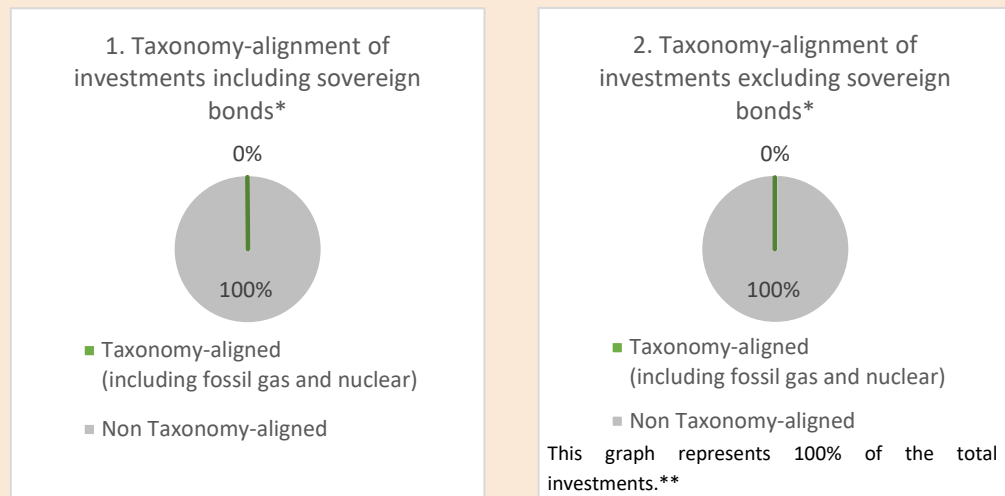 1. Taxonomy-alignment of
investments including sovereign
bonds*
0%
100%
Taxonomy-aligned
(including fossil gas and nuclear)
Non Taxonomy-aligned
2. Taxonomy-alignment of
investments excluding sovereign
bonds*
0%
100%
Taxonomy-aligned
(including fossil gas and nuclear)
Non Taxonomy-aligned
This graph represents 100% of the total
investments.**